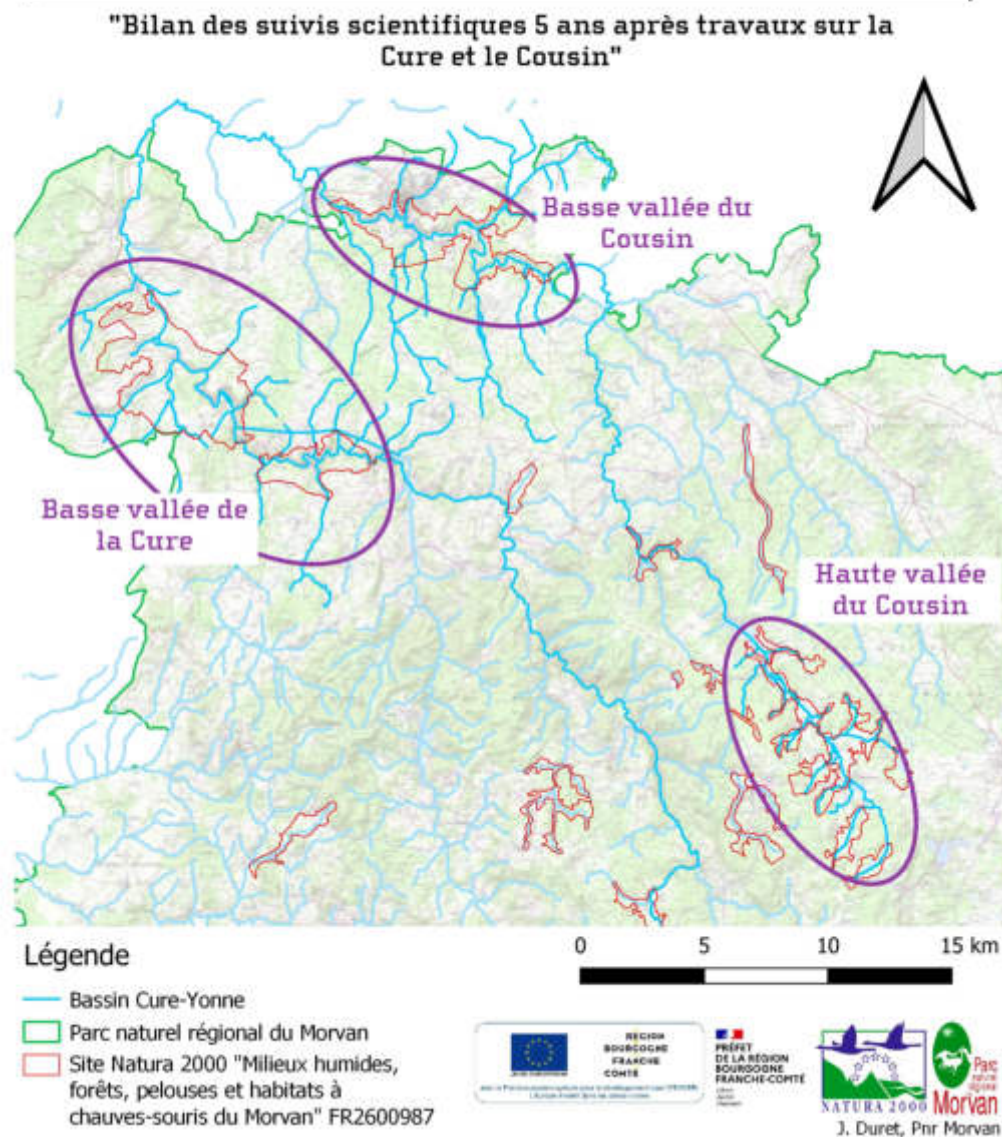 "Bilan des suivis scientifiques 5 ans après travaux sur la
Cure et le Cousin"
Basse vallée du
Cousin
Basse vallée de
la Cure
Haute vallée
du Cousin
Légende
0 5 10 15 km
Bassin Cure-Yonne
Parc naturel régional du Morvan
Site Natura 2000 "Milieux humides,
forêts, pelouses et habitats à
chauves-souris du Morvan" FR2600987
REGION
BOURGOGNE
FRANCHE
COMTE
PRÉFET
DE LA RÉGION
BOURGOGNE
FRANCHE-COMTÉ
NATURA 2000
Parc
naturel
régional
du
Morvan
J. Duret, Pnr Morvan